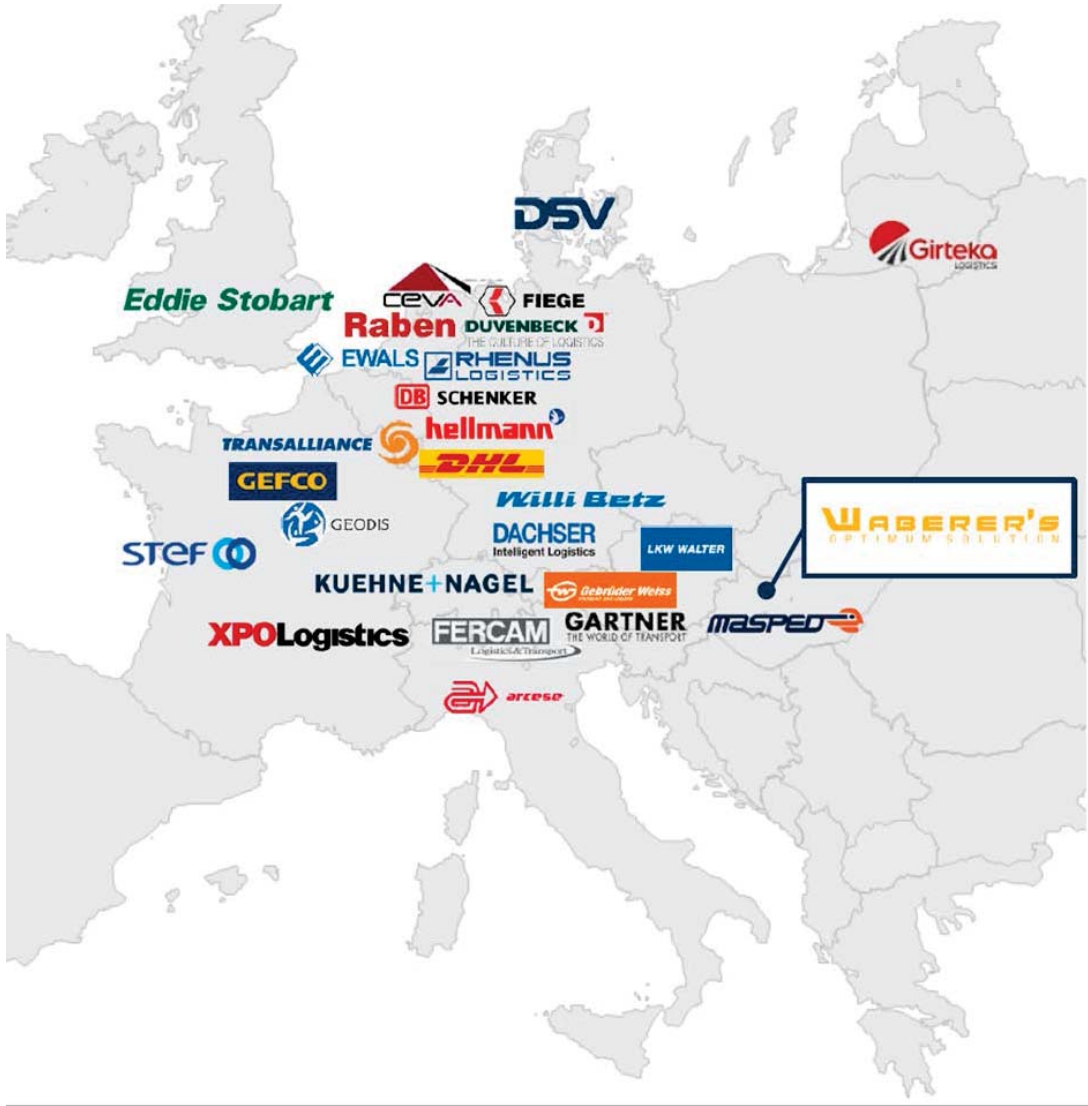 DSV
Girteka
LOGISTICS
Eddie Stobart
CEVA
FIEGE
Raben
DUVENBECK D
THE CULTURE OF LOGISTICS
EWALS
RHENUS
LOGISTICS
DB SCHENKER
hellmann
TRANSALLIANCE
DHL
GEFCO
Willi Betz
WABERER'S
OPTIMUM SOLUTION
GEODIS
DACHSER
Intelligent Logistics
LKW WALTER
STEF
KUEHNE+NAGEL
Gebrüder Weiss
XPOLogistics
FERCAM
Logistics&Transport
GARTNER
THE WORLD OF TRANSPORT
MASPED
arcese